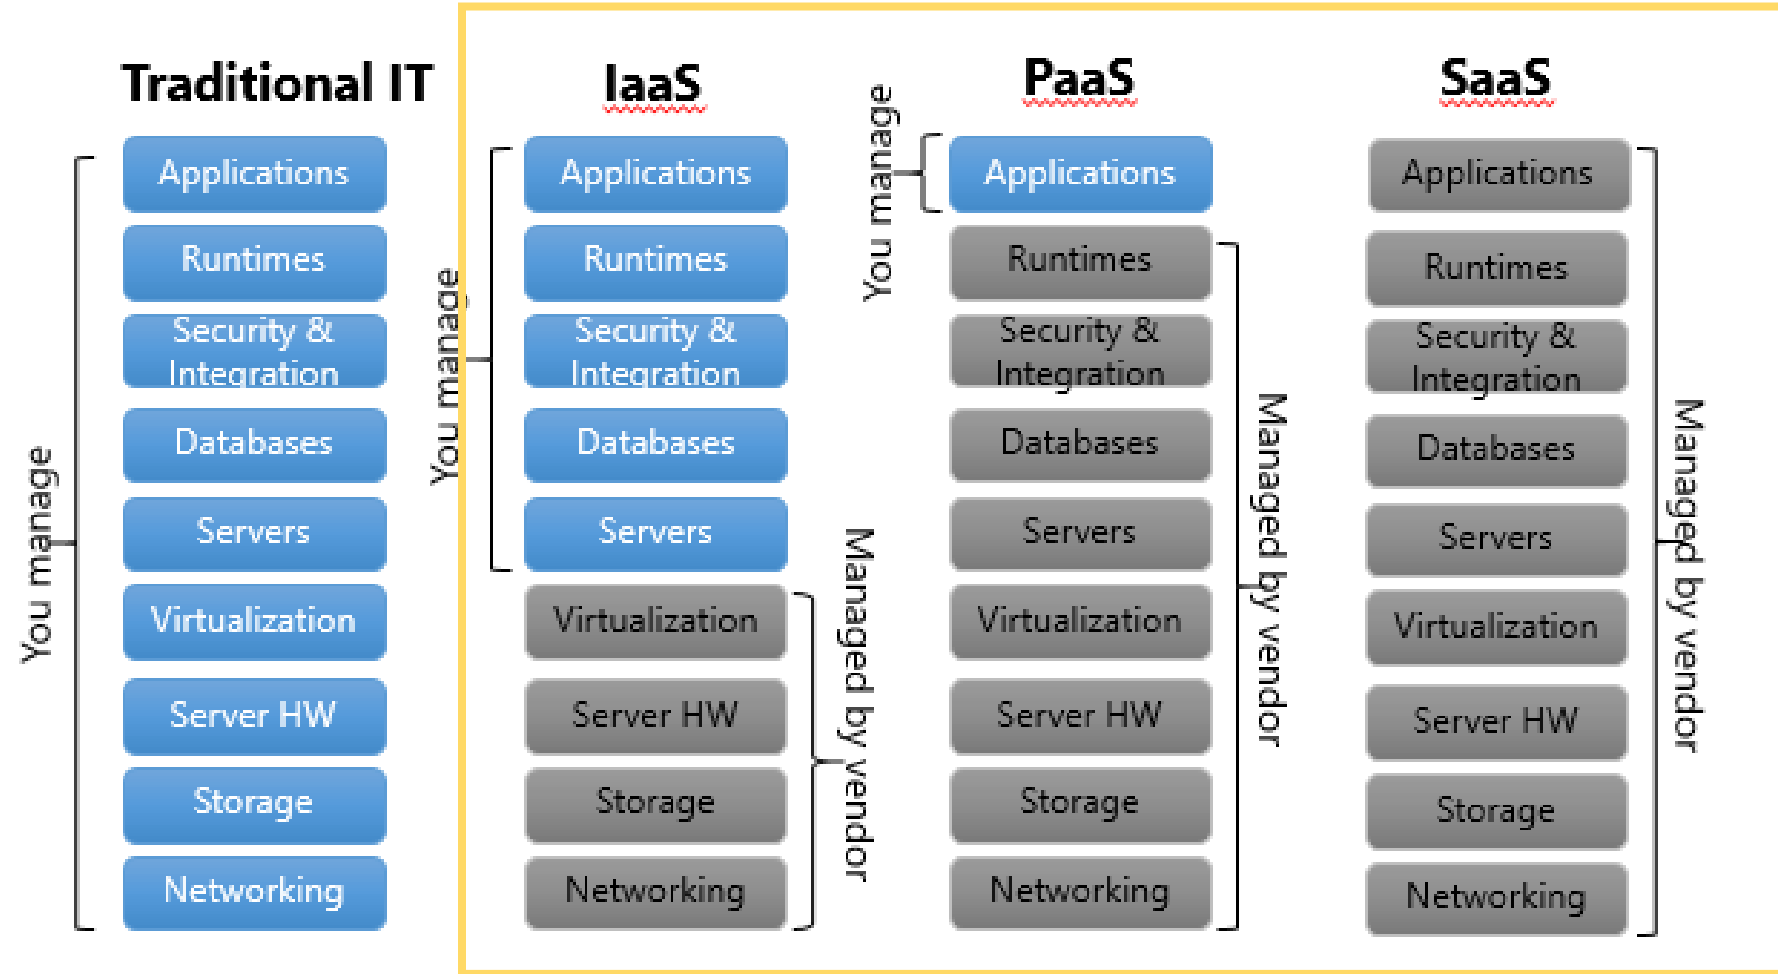 Traditional IT
You manage
Applications
Runtimes
Security &
Integration
Databases
Servers
Virtualization
Server HW
Storage
Networking
IaaS
You manage
Applications
Runtimes
Security &
Integration
Databases
Servers
Virtualization
Server HW
Storage
Networking
Managed by vendor
PaaS
You manage
Applications
Runtimes
Security &
Integration
Databases
Servers
Virtualization
Server HW
Storage
Networking
Managed by vendor
SaaS
Applications
Runtimes
Security &
Integration
Databases
Servers
Virtualization
Server HW
Storage
Networking
Managed by vendor